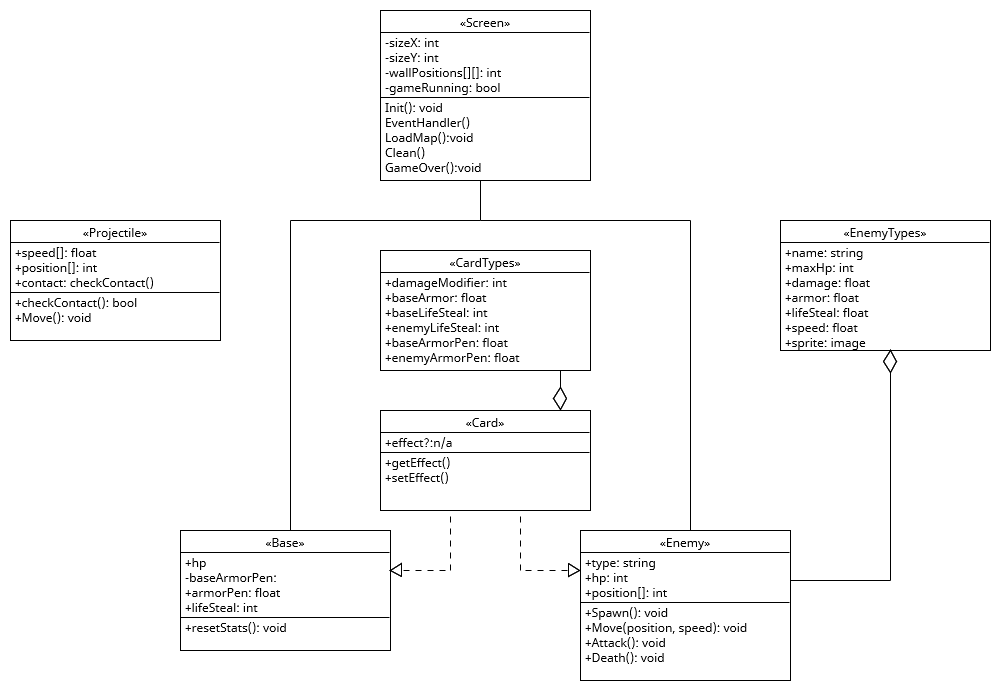 «Screen»
-sizeX: int
-sizeY: int
-wallPositions[][]: int
-gameRunning: bool
Init(): void
EventHandler()
LoadMap():void
Clean()
GameOver():void
«Projectile»
+speed[]: float
+position[]: int
+contact: checkContact()
+checkContact(): bool
+Move(): void
«CardTypes»
+damageModifier: int
+baseArmor: float
+baseLifeSteal: int
+enemyLifeSteal: int
+baseArmorPen: float
+enemyArmorPen: float
«EnemyTypes»
+name: string
+maxHp: int
+damage: float
+armor: float
+lifeSteal: float
+speed: float
+sprite: image
«Card»
+effect?:n/a
+getEffect()
+setEffect()
«Base»
+hp
-baseArmorPen:
+armorPen: float
+lifeSteal: int
+resetStats(): void
«Enemy»
+type: string
+hp: int
+position[]: int
+Spawn(): void
+Move(position, speed): void
+Attack(): void
+Death(): void